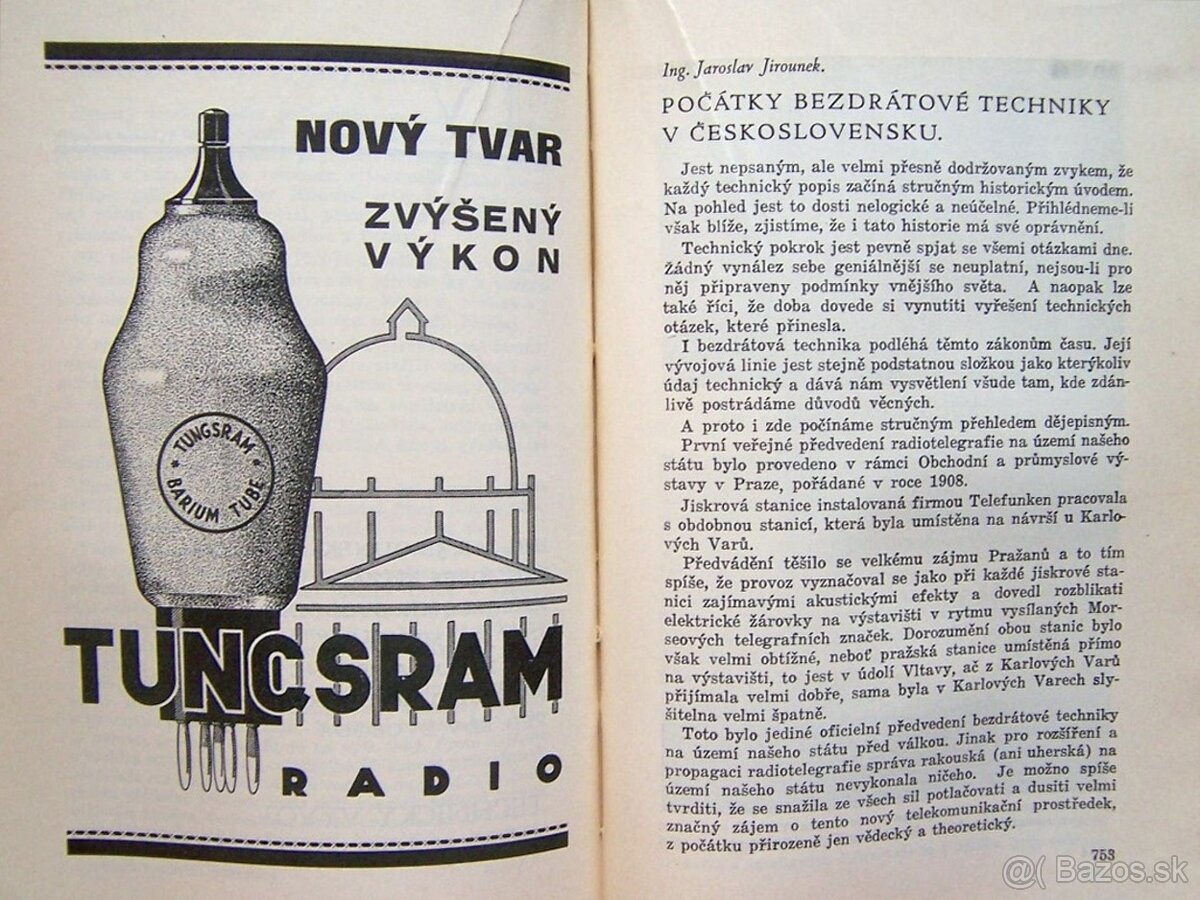 NOVÝ TVAR
ZVÝŠENÝ
VÝKON
TUNGSRAM
BARIUM TUBE
TUNGSRAM
RADIO
Ing. Jaroslav Jirounek.
POČÁTKY BEZDRÁTOVÉ TECHNIKY
V ČESKOSLOVENSKU.
Jest nepsaným, ale velmi přesně dodržovaným zvykem, že
každý technický popis začíná stručným historickým úvodem.
Na pohled jest to dosti nelogické a neúčelné. Přihlédneme-li
však blíže, zjistíme, že i tato historie má své oprávnění.
Technický pokrok jest pevně spjat se všemi otázkami dne.
Žádný vynález sebe geniálnější se neuplatní, nejsou-li pro
něj připraveny podmínky vnějšího světa. A naopak lze
také říci, že doba dovede si vynutiti vyřešení technických
otázek, které přinesla.
I bezdrátová technika podléhá těmto zákonům času. Její
vývojová linie jest stejně podstatnou složkou jako kterýkoliv
údaj technický a dává nám vysvětlení všude tam, kde zdán-
livě postrádáme důvodů věcných.
A proto i zde počínáme stručným přehledem dějepisným.
První veřejné předvedení radiotelegrafie na území našeho
státu bylo provedeno v rámci Obchodní a průmyslové vý-
stavy v Praze, pořádané v roce 1908.
Jiskrová stanice instalovaná firmou Telefunken pracovala
s obdobnou stanicí, která byla umístěna na návrší u Karlo-
vých Varů.
Předvádění těšilo se velkému zájmu Pražanů a to tím
spíše, že provoz vyznačoval se jako při každé jiskrové sta-
nici zajímavými akustickými efekty a dovedl rozblikati
elektrické žárovky na výstavišti v rytmu vysílaných Mor-
seových telegrafních značek. Dorozumění obou stanic bylo
však velmi obtížné, neboť pražská stanice umístěná přímo
na výstavišti, to jest v údolí Vltavy, ač z Karlových Varů
přijímala velmi dobře, sama byla v Karlových Varech sly-
šitelna velmi špatně.
Toto bylo jediné oficielní předvedení bezdrátové techniky
na území našeho státu před válkou. Jinak pro rozšíření a
propagaci radiotelegrafie správa rakouská (ani uherská) na
území našeho státu nevykonala ničeho. Je možno spíše
tvrditi, že se snažila ze všech sil potlačovati a dusiti velmi
značný zájem o tento nový telekomunikační prostředek,
z počátku přirozeně jen vědecký a theoretický.
753
@( Bazos.sk